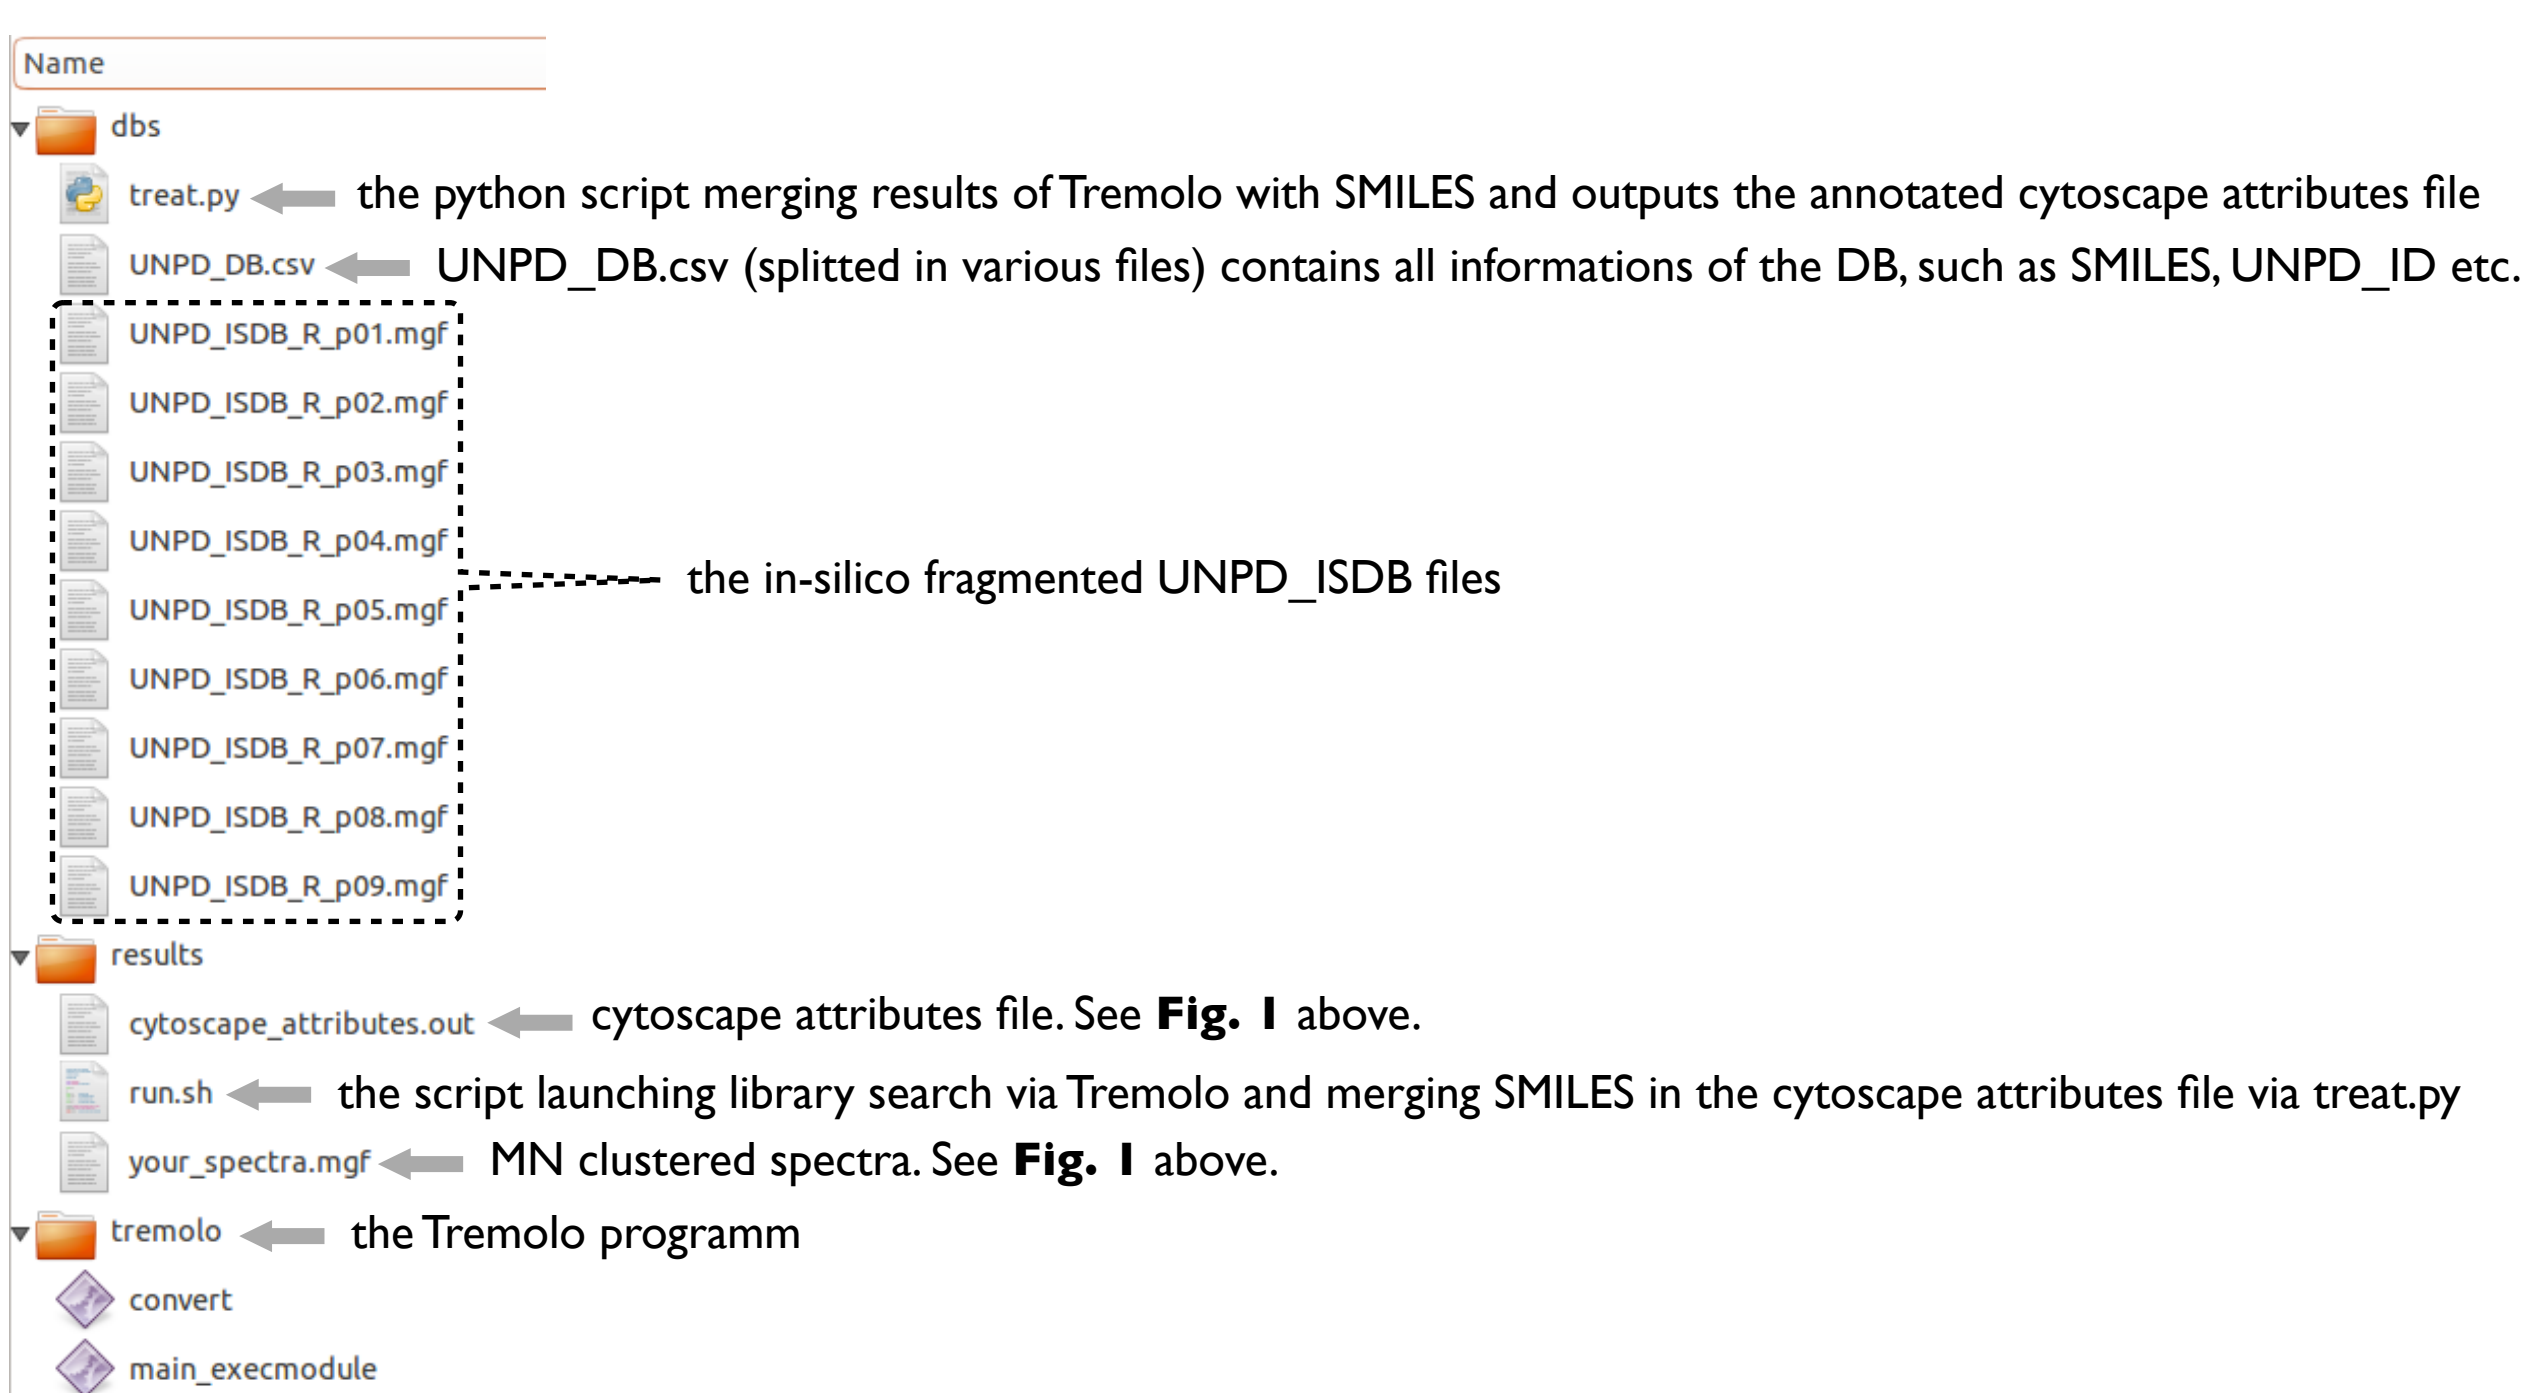 Name
dbs
treat.py the python script merging results of Tremolo with SMILES and outputs the annotated cytoscape attributes file
UNPD_DB.csv UNPD_DB.csv (splitted in various files) contains all informations of the DB, such as SMILES, UNPD_ID etc.
UNPD_ISDB_R_p01.mgf
UNPD_ISDB_R_p02.mgf
UNPD_ISDB_R_p03.mgf
UNPD_ISDB_R_p04.mgf
the in-silico fragmented UNPD_ISDB files
UNPD_ISDB_R_p05.mgf
UNPD_ISDB_R_p06.mgf
UNPD_ISDB_R_p07.mgf
UNPD_ISDB_R_p08.mgf
UNPD_ISDB_R_p09.mgf
results
cytoscape_attributes.out cytoscape attributes file. See Fig. 1 above.
run.sh the script launching library search via Tremolo and merging SMILES in the cytoscape attributes file via treat.py
your_spectra.mgf MN clustered spectra. See Fig. 1 above.
tremolo the Tremolo programm
convert
main_execmodule